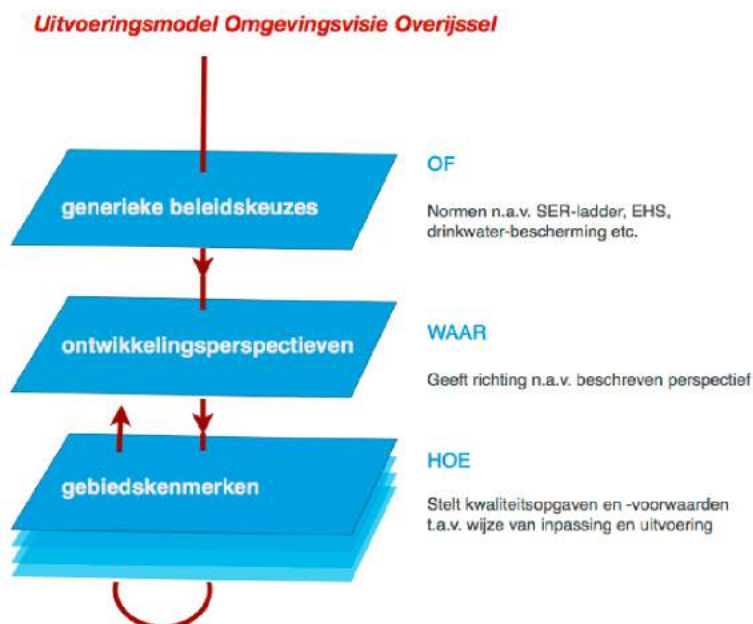 Uitvoeringsmodel Omgevingsvisie Overijssel
generieke beleidskeuzes
OF
Normen n.a.v. SER-ladder, EHS,
drinkwater-bescherming etc.
ontwikkelingsperspectieven
WAAR
Geeft richting n.a.v. beschreven perspectief
gebiedskenmerken
HOE
Stelt kwaliteitsopgaven en -voorwaarden
t.a.v. wijze van inpassing en uitvoering